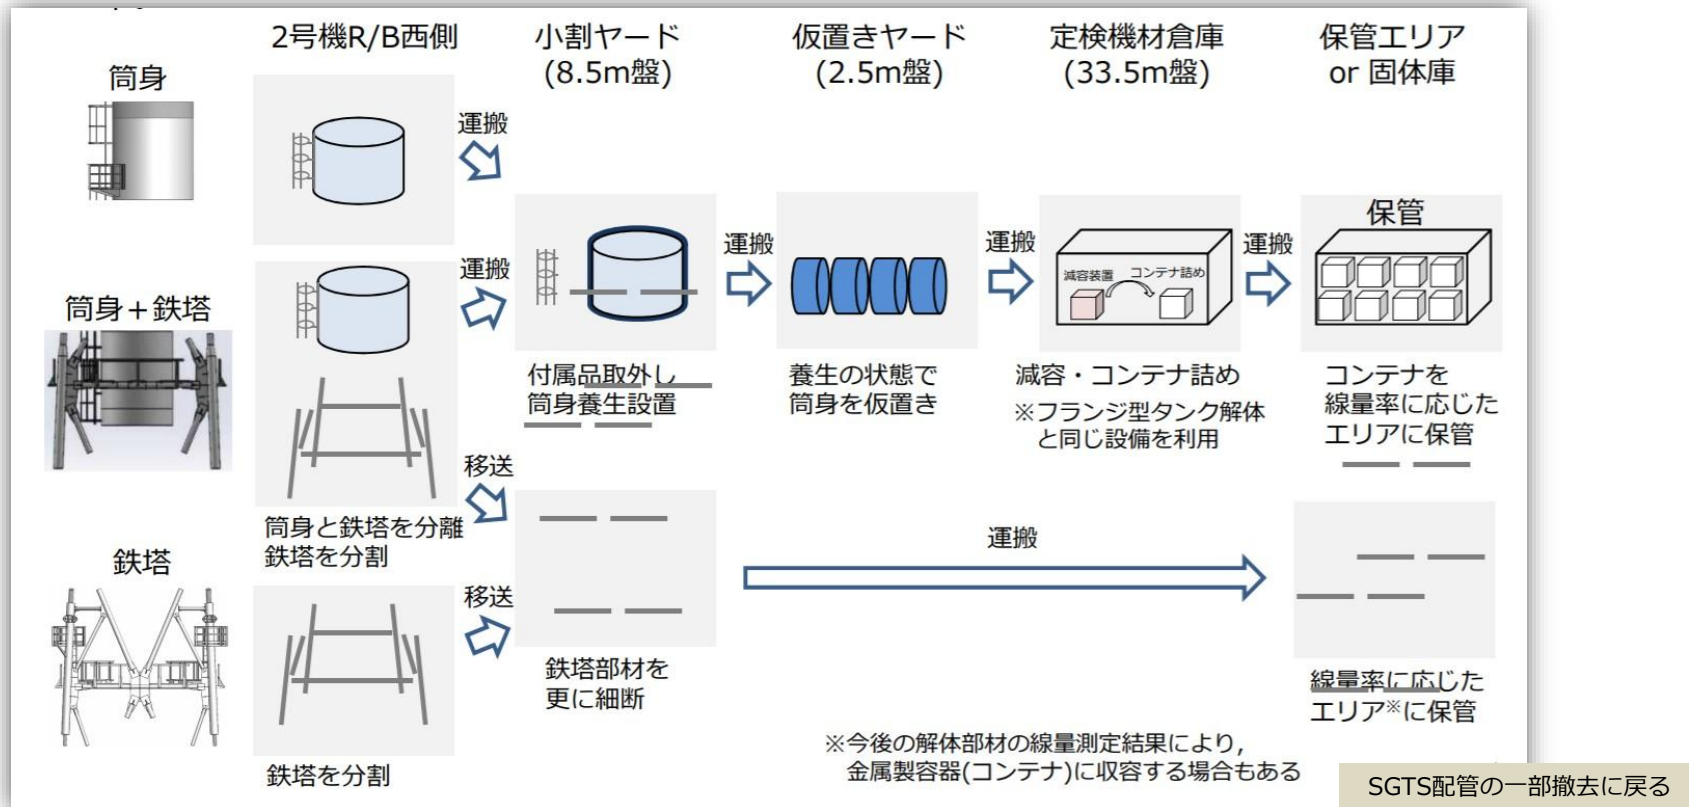 2号機R/B西側
小割ヤード
(8.5m盤)
仮置きヤード
(2.5m盤)
定検機材倉庫
(33.5m盤)
保管エリア
or 固体庫
筒身
運搬
筒身+鉄塔
運搬
付属品取外し
筒身養生設置
運搬
養生の状態で
筒身を仮置き
運搬
減容装置
コンテナ詰め
減容・コンテナ詰め
※フランジ型タンク解体
と同じ設備を利用
運搬
保管
コンテナを
線量率に応じた
エリアに保管
筒身と鉄塔を分離
鉄塔を分割
移送
鉄塔
鉄塔を分割
移送
鉄塔部材を
更に細断
運搬
線量率に応じた
エリア※に保管
※今後の解体部材の線量測定結果により,
金属製容器(コンテナ)に収容する場合もある
SGTS配管の一部撤去に戻る